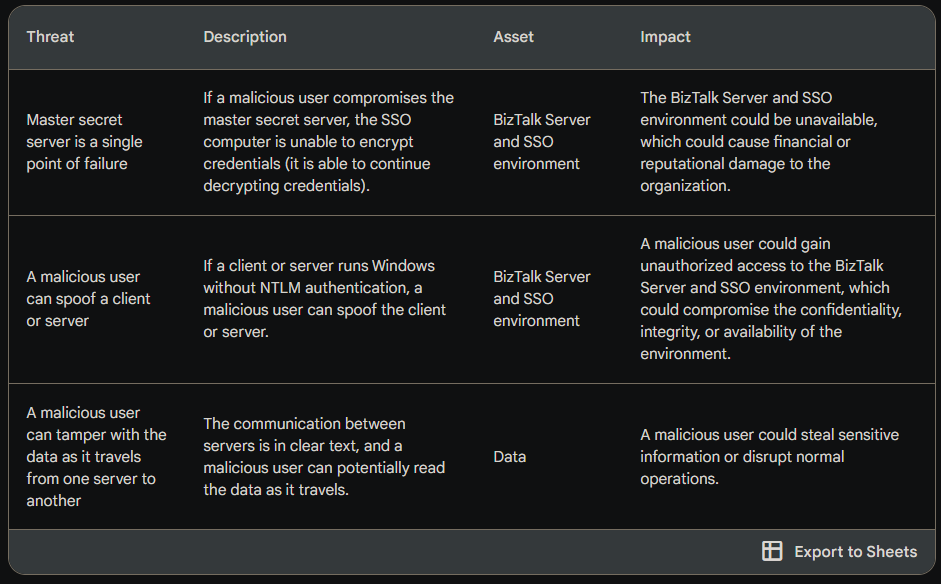 Threat
Description
Asset
Impact
Master secret
server is a single
point of failure
If a malicious user compromises the
master secret server, the SSO
computer is unable to encrypt
credentials (it is able to continue
decrypting credentials).
BizTalk Server
and SSO
environment
The BizTalk Server and SSO
environment could be unavailable,
which could cause financial or
reputational damage to the
organization.
A malicious user
can spoof a client
or server
If a client or server runs Windows
without NTLM authentication, a
malicious user can spoof the client
or server.
BizTalk Server
and SSO
environment
A malicious user could gain
unauthorized access to the BizTalk
Server and SSO environment, which
could compromise the confidentiality,
integrity, or availability of the
environment.
A malicious user
can tamper with the
data as it travels
from one server to
another
The communication between
servers is in clear text, and a
malicious user can potentially read
the data as it travels.
Data
A malicious user could steal sensitive
information or disrupt normal
operations.
Export to Sheets